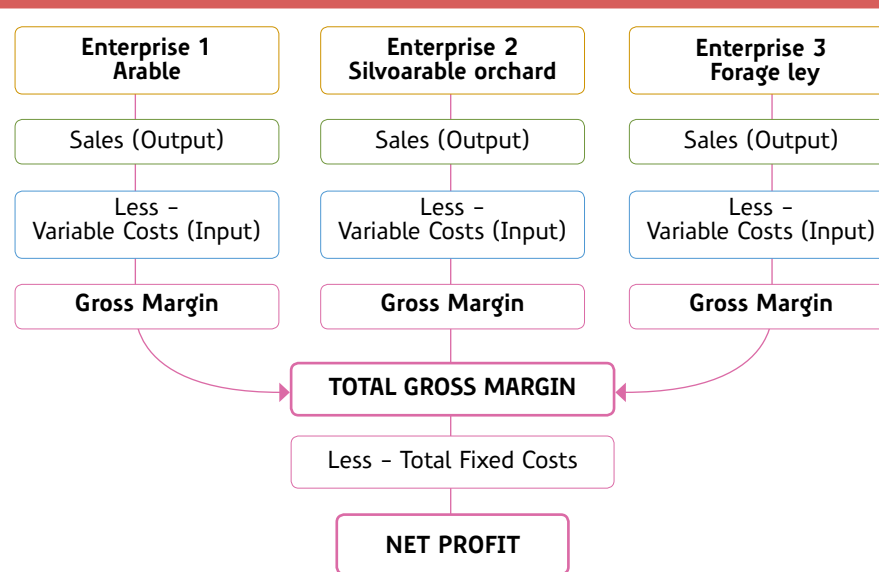 Enterprise 1
Arable
Enterprise 2
Silvoarable orchard
Enterprise 3
Forage ley
Sales (Output)
Sales (Output)
Sales (Output)
Less –
Variable Costs (Input)
Less –
Variable Costs (Input)
Less –
Variable Costs (Input)
Gross Margin
Gross Margin
Gross Margin
TOTAL GROSS MARGIN
Less – Total Fixed Costs
NET PROFIT